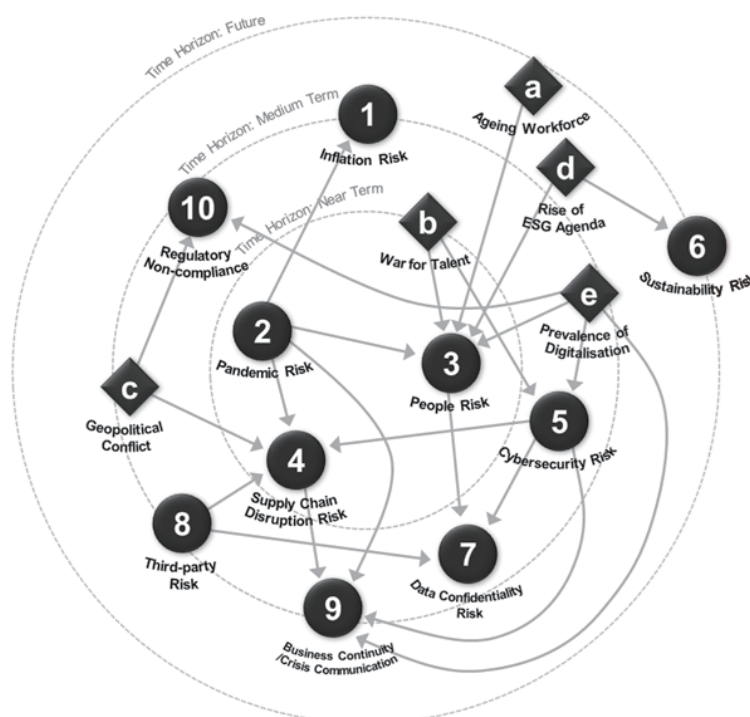 Time Horizon: Future
a
Ageing Workforce
Time Horizon: Medium Term
1
Inflation Risk
d
Rise of
ESG Agenda
10
Regulatory
Non-compliance
Time Horizon: Near Term
b
War for Talent
6
Sustainability Risk
e
Prevalence of
Digitalisation
2
Pandemic Risk
3
People Risk
c
Geopolitical
Conflict
5
Cybersecurity Risk
4
Supply Chain
Disruption Risk
8
Third-party
Risk
7
Data Confidentiality
Risk
9
Business Continuity
/Crisis Communication